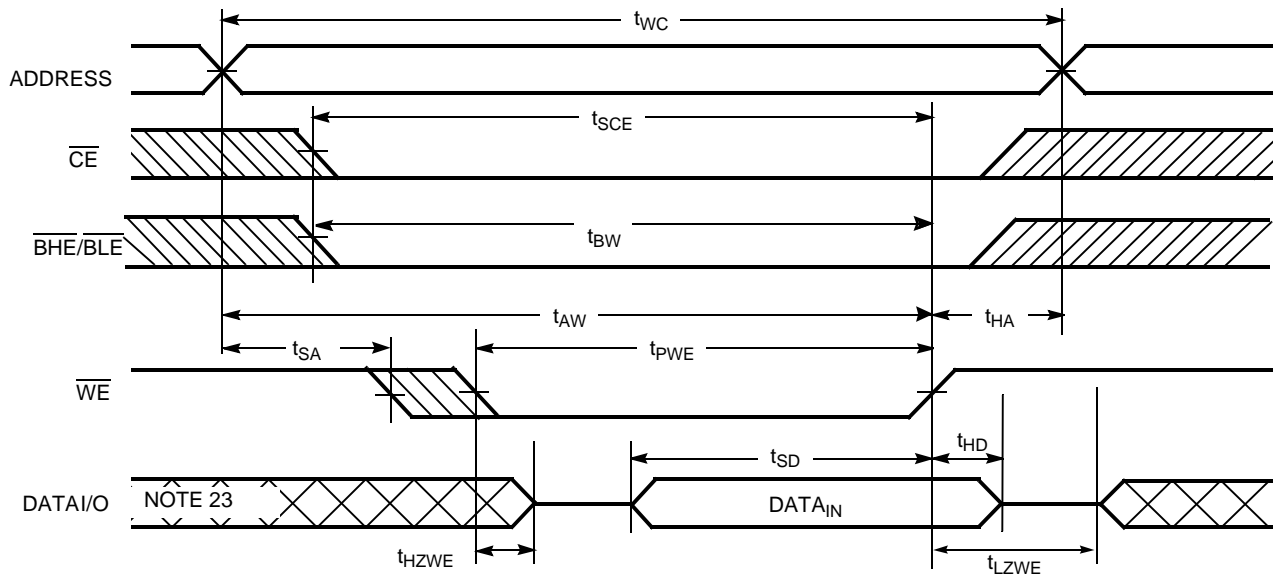 tWC
ADDRESS
tSCE
CE
tBW
BHE/BLE
tAW
tHA
tSA
tPWE
WE
tSD
tHD
DATAI/O
NOTE 23
DATAIN
tHZWE
tLZWE